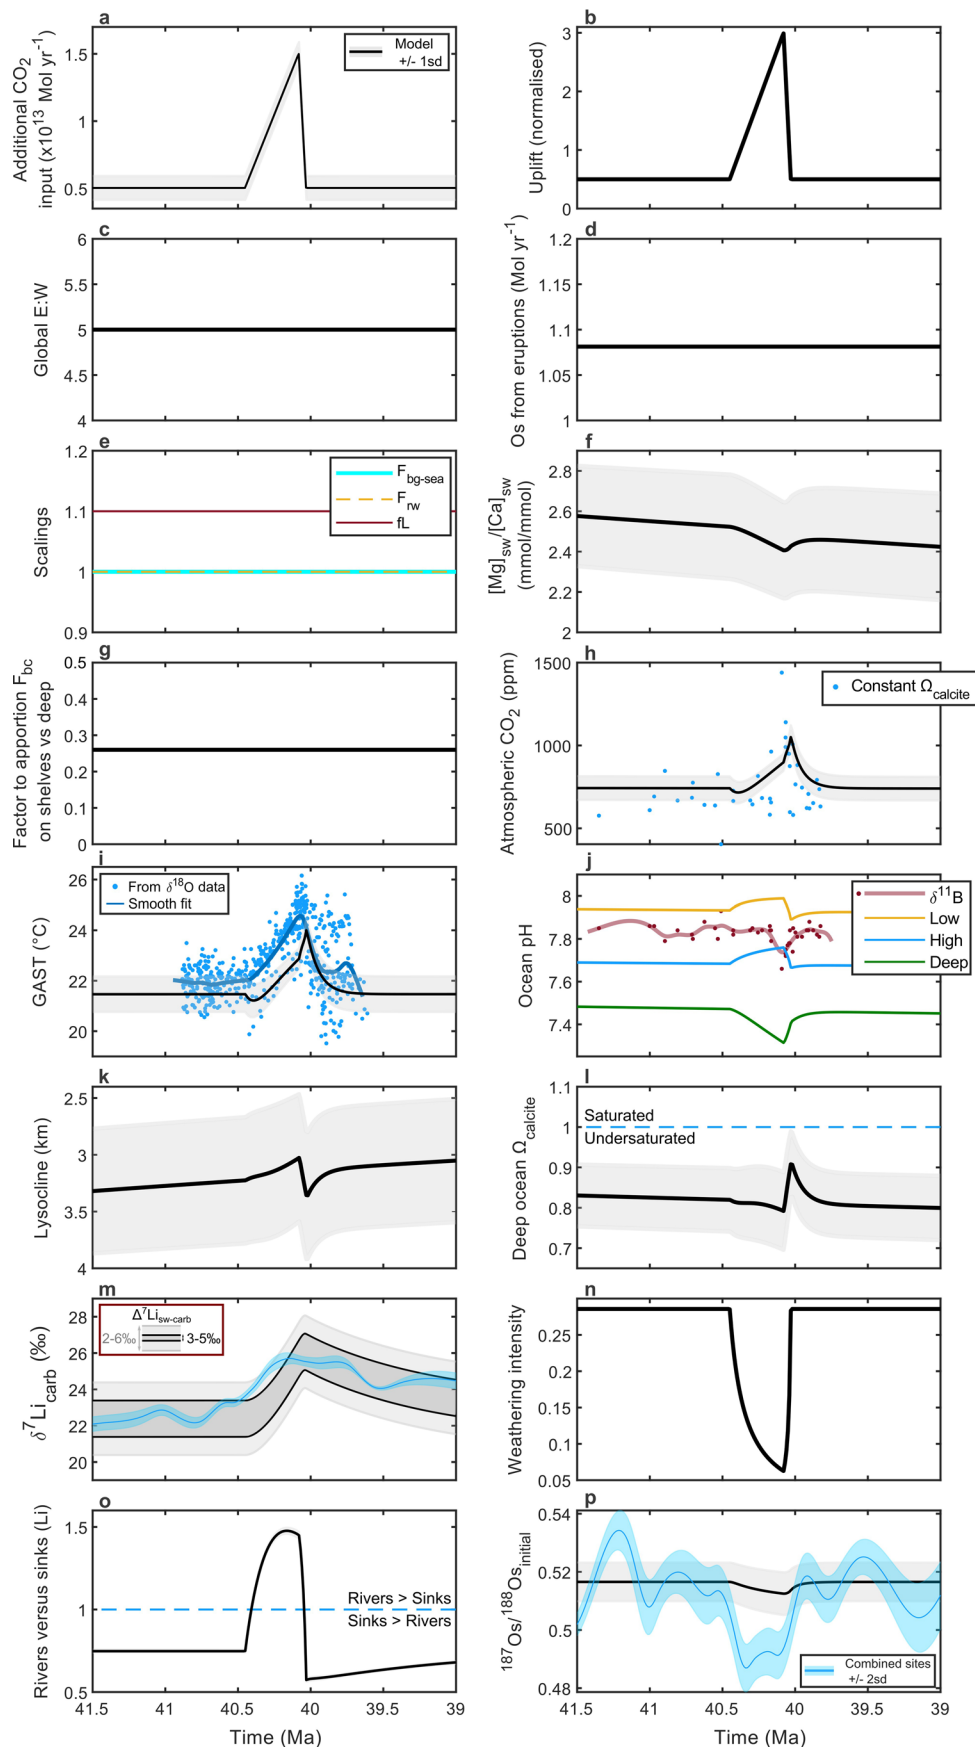 a
Additional CO2
input (x10^13 Mol yr^-1)
1.5
1
0.5
Model
+/- 1sd
b
Uplift (normalised)
3
2
1
0
c
Global E:W
6
5.5
5
4.5
4
d
Os from eruptions (Mol yr^-1)
1.2
1.15
1.1
1.05
1
e
Scalings
1.2
1.1
1
0.9
F_bg-sea
F_rw
fL
f
[Mg]_sw/[Ca]_sw
(mmol/mmol)
2.8
2.6
2.4
2.2
2
g
Factor to apportion F_bc
on shelves vs deep
0.5
0.4
0.3
0.2
0.1
0
h
Atmospheric CO2 (ppm)
1500
1000
500
Constant Ω_calcite
i
GAST (°C)
26
24
22
20
From δ^18O data
Smooth fit
j
Ocean pH
8
7.8
7.6
7.4
δ^11B
Low
High
Deep
k
Lysocline (km)
2.5
3
3.5
4
l
Deep ocean Ω_calcite
1.1
1
0.9
0.8
0.7
Saturated
Undersaturated
m
δ^7Li_carb (‰)
28
26
24
22
20
Δ^7Li_sw-carb
2-6‰
3-5‰
n
Weathering intensity
0.25
0.2
0.15
0.1
0.05
o
Rivers versus sinks (Li)
1.5
1
0.5
Rivers > Sinks
Sinks > Rivers
41.5 41 40.5 40 39.5 39
Time (Ma)
p
^187Os/^188Os_initial
0.54
0.52
0.5
0.48
Combined sites
+/- 2sd
41.5 41 40.5 40 39.5 39
Time (Ma)